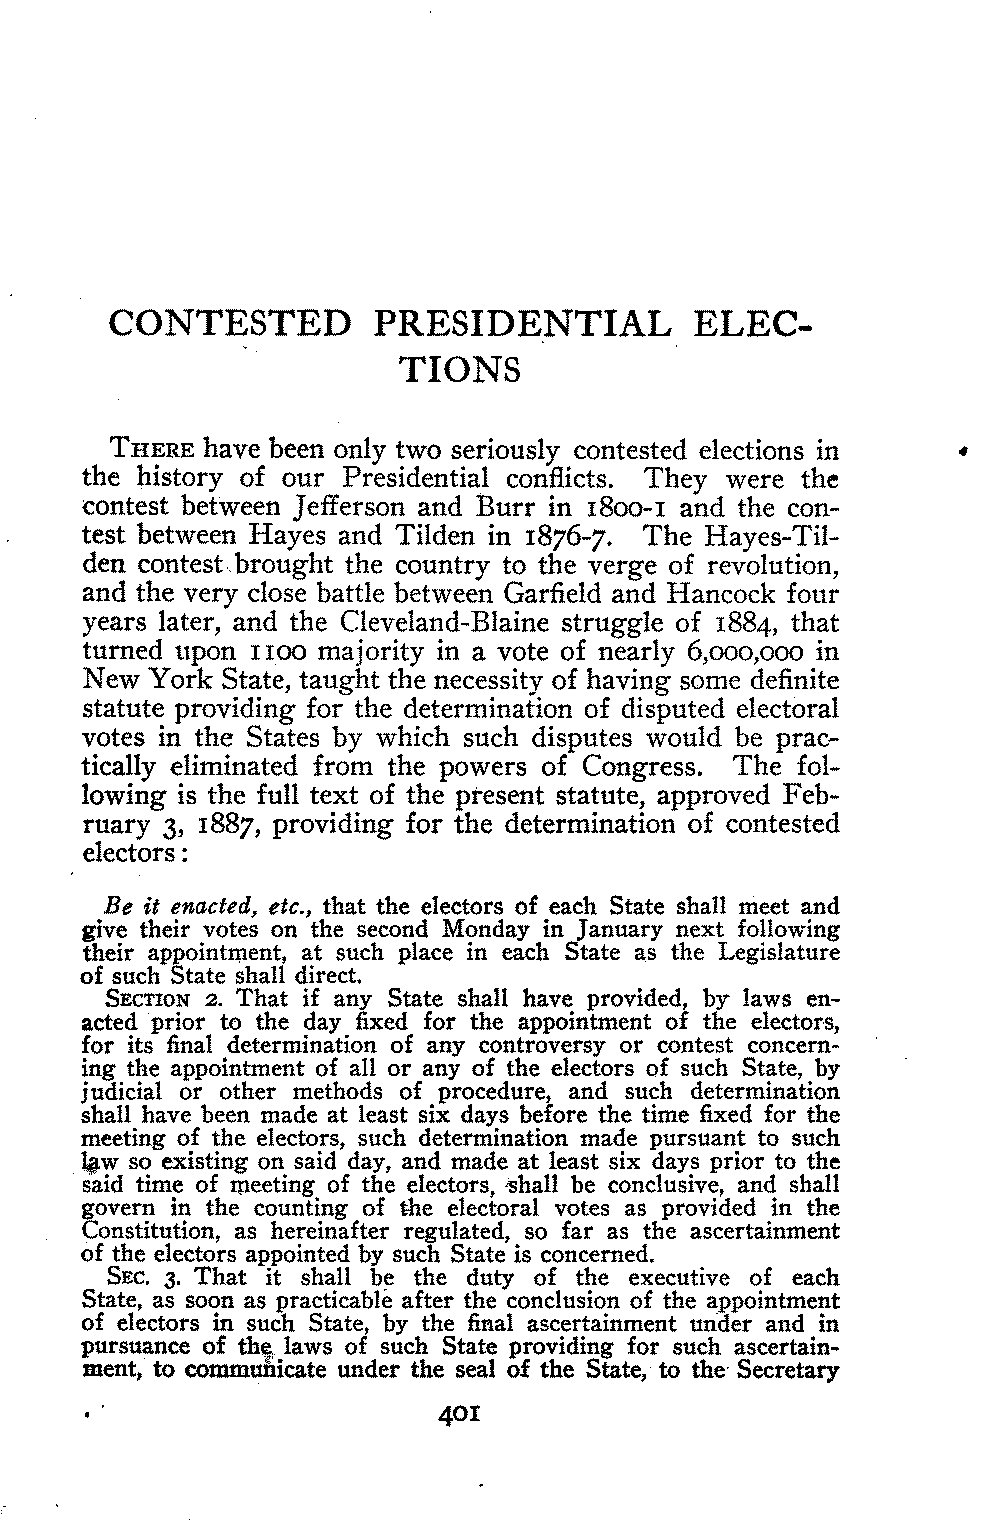 CONTESTED PRESIDENTIAL ELEC-
TIONS
THERE have been only two seriously contested elections in
the history of our Presidential conflicts. They were the
contest between Jefferson and Burr in 1800-1 and the con-
test between Hayes and Tilden in 1876-7. The Hayes-Til-
den contest brought the country to the verge of revolution,
and the very close battle between Garfield and Hancock four
years later, and the Cleveland-Blaine struggle of 1884, that
turned upon 1100 majority in a vote of nearly 6,000,000 in
New York State, taught the necessity of having some definite
statute providing for the determination of disputed electoral
votes in the States by which such disputes would be prac-
tically eliminated from the powers of Congress. The fol-
lowing is the full text of the present statute, approved Feb-
ruary 3, 1887, providing for the determination of contested
electors:
Be it enacted, etc., that the electors of each State shall meet and
give their votes on the second Monday in January next following
their appointment, at such place in each State as the Legislature
of such State shall direct.
SECTION 2. That if any State shall have provided, by laws en-
acted prior to the day fixed for the appointment of the electors,
for its final determination of any controversy or contest concern-
ing the appointment of all or any of the electors of such State, by
judicial or other methods of procedure, and such determination
shall have been made at least six days before the time fixed for the
meeting of the electors, such determination made pursuant to such
law so existing on said day, and made at least six days prior to the
said time of meeting of the electors, shall be conclusive, and shall
govern in the counting of the electoral votes as provided in the
Constitution, as hereinafter regulated, so far as the ascertainment
of the electors appointed by such State is concerned.
SEC. 3. That it shall be the duty of the executive of each
State, as soon as practicable after the conclusion of the appointment
of electors in such State, by the final ascertainment under and in
pursuance of the laws of such State providing for such ascertain-
ment, to communicate under the seal of the State, to the Secretary
401